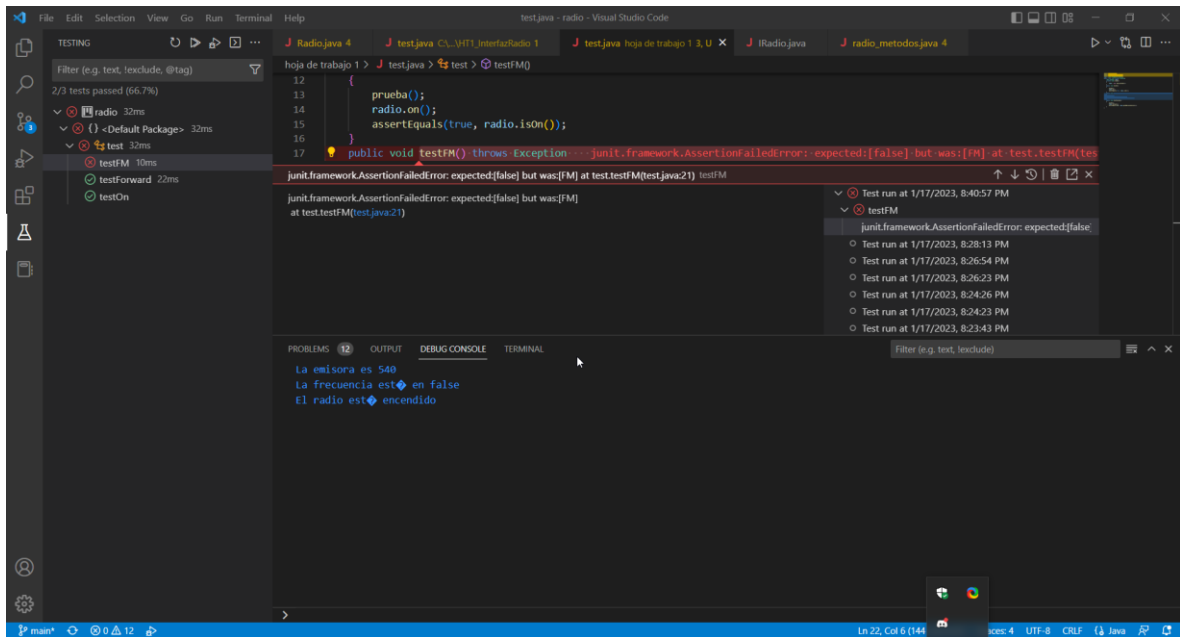 File Edit Selection View Go Run Terminal Help test.java - radio - Visual Studio Code
TESTING
Filter (e.g. text, !exclude, @tag)
2/3 tests passed (66.7%)
radio 32ms
{} <Default Package> 32ms
test 32ms
testFM 10ms
testForward 22ms
testOn
J Radio.java 4 J test.java C:\...\HT1_InterfazRadio 1 J test.java hoja de trabajo 1 3, U J IRadio.java J radio_metodos.java 4
hoja de trabajo 1 > J test.java > test > testFM()
12 {
13 prueba();
14 radio.on();
15 assertEquals(true, radio.isOn());
16 }
17 public void testFM() throws Exception····junit.framework.AssertionFailedError:·expected:[false]·but·was:[FM]·at·test.testFM(tes
junit.framework.AssertionFailedError: expected:[false] but was:[FM] at test.testFM(test.java:21) testFM
junit.framework.AssertionFailedError: expected:[false] but was:[FM]
at test.testFM(test.java:21)
Test run at 1/17/2023, 8:40:57 PM
testFM
junit.framework.AssertionFailedError: expected:[false]
Test run at 1/17/2023, 8:28:13 PM
Test run at 1/17/2023, 8:26:54 PM
Test run at 1/17/2023, 8:26:23 PM
Test run at 1/17/2023, 8:24:26 PM
Test run at 1/17/2023, 8:24:23 PM
Test run at 1/17/2023, 8:23:43 PM
PROBLEMS 12 OUTPUT DEBUG CONSOLE TERMINAL Filter (e.g. text, !exclude)
La emisora es 540
La frecuencia est� en false
El radio est� encendido
>
main* 0 12 Ln 22, Col 6 (144 aces: 4 UTF-8 CRLF {} Java
3